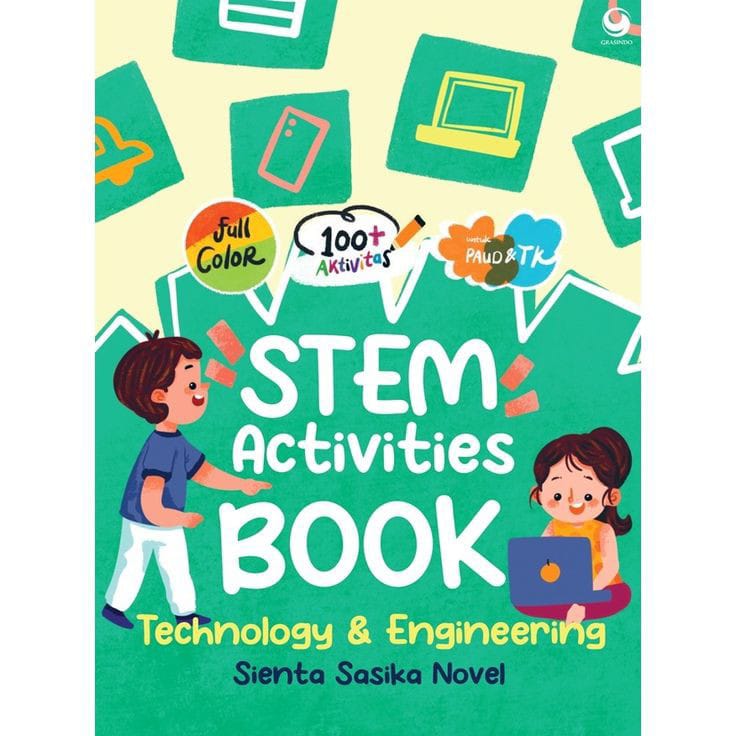 GRASINDO
full
COLOR
100+
AKtivitas
untuk
PAUD & TK
STEM
Activities
BOOK
Technology & Engineering
Sienta Sasika Novel